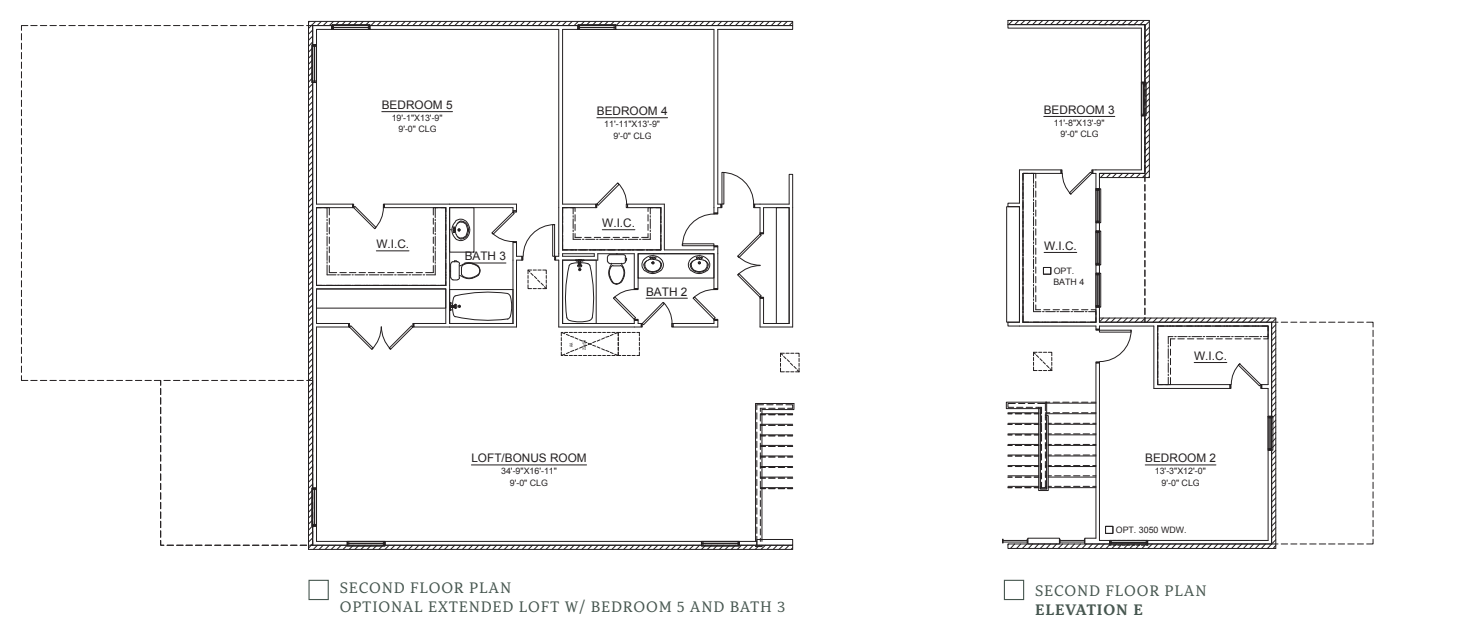 BEDROOM 5
19'-1"X13'-9"
9'-0" CLG
BEDROOM 4
11'-11"X13'-9"
9'-0" CLG
W.I.C.
W.I.C.
BATH 3
BATH 2
LOFT/BONUS ROOM
34'-9"X16'-11"
9'-0" CLG
SECOND FLOOR PLAN
OPTIONAL EXTENDED LOFT W/ BEDROOM 5 AND BATH 3
BEDROOM 3
11'-8"X13'-9"
9'-0" CLG
W.I.C.
OPT.
BATH 4
W.I.C.
BEDROOM 2
13'-3"X12'-0"
9'-0" CLG
OPT. 3050 WDW.
SECOND FLOOR PLAN
ELEVATION E